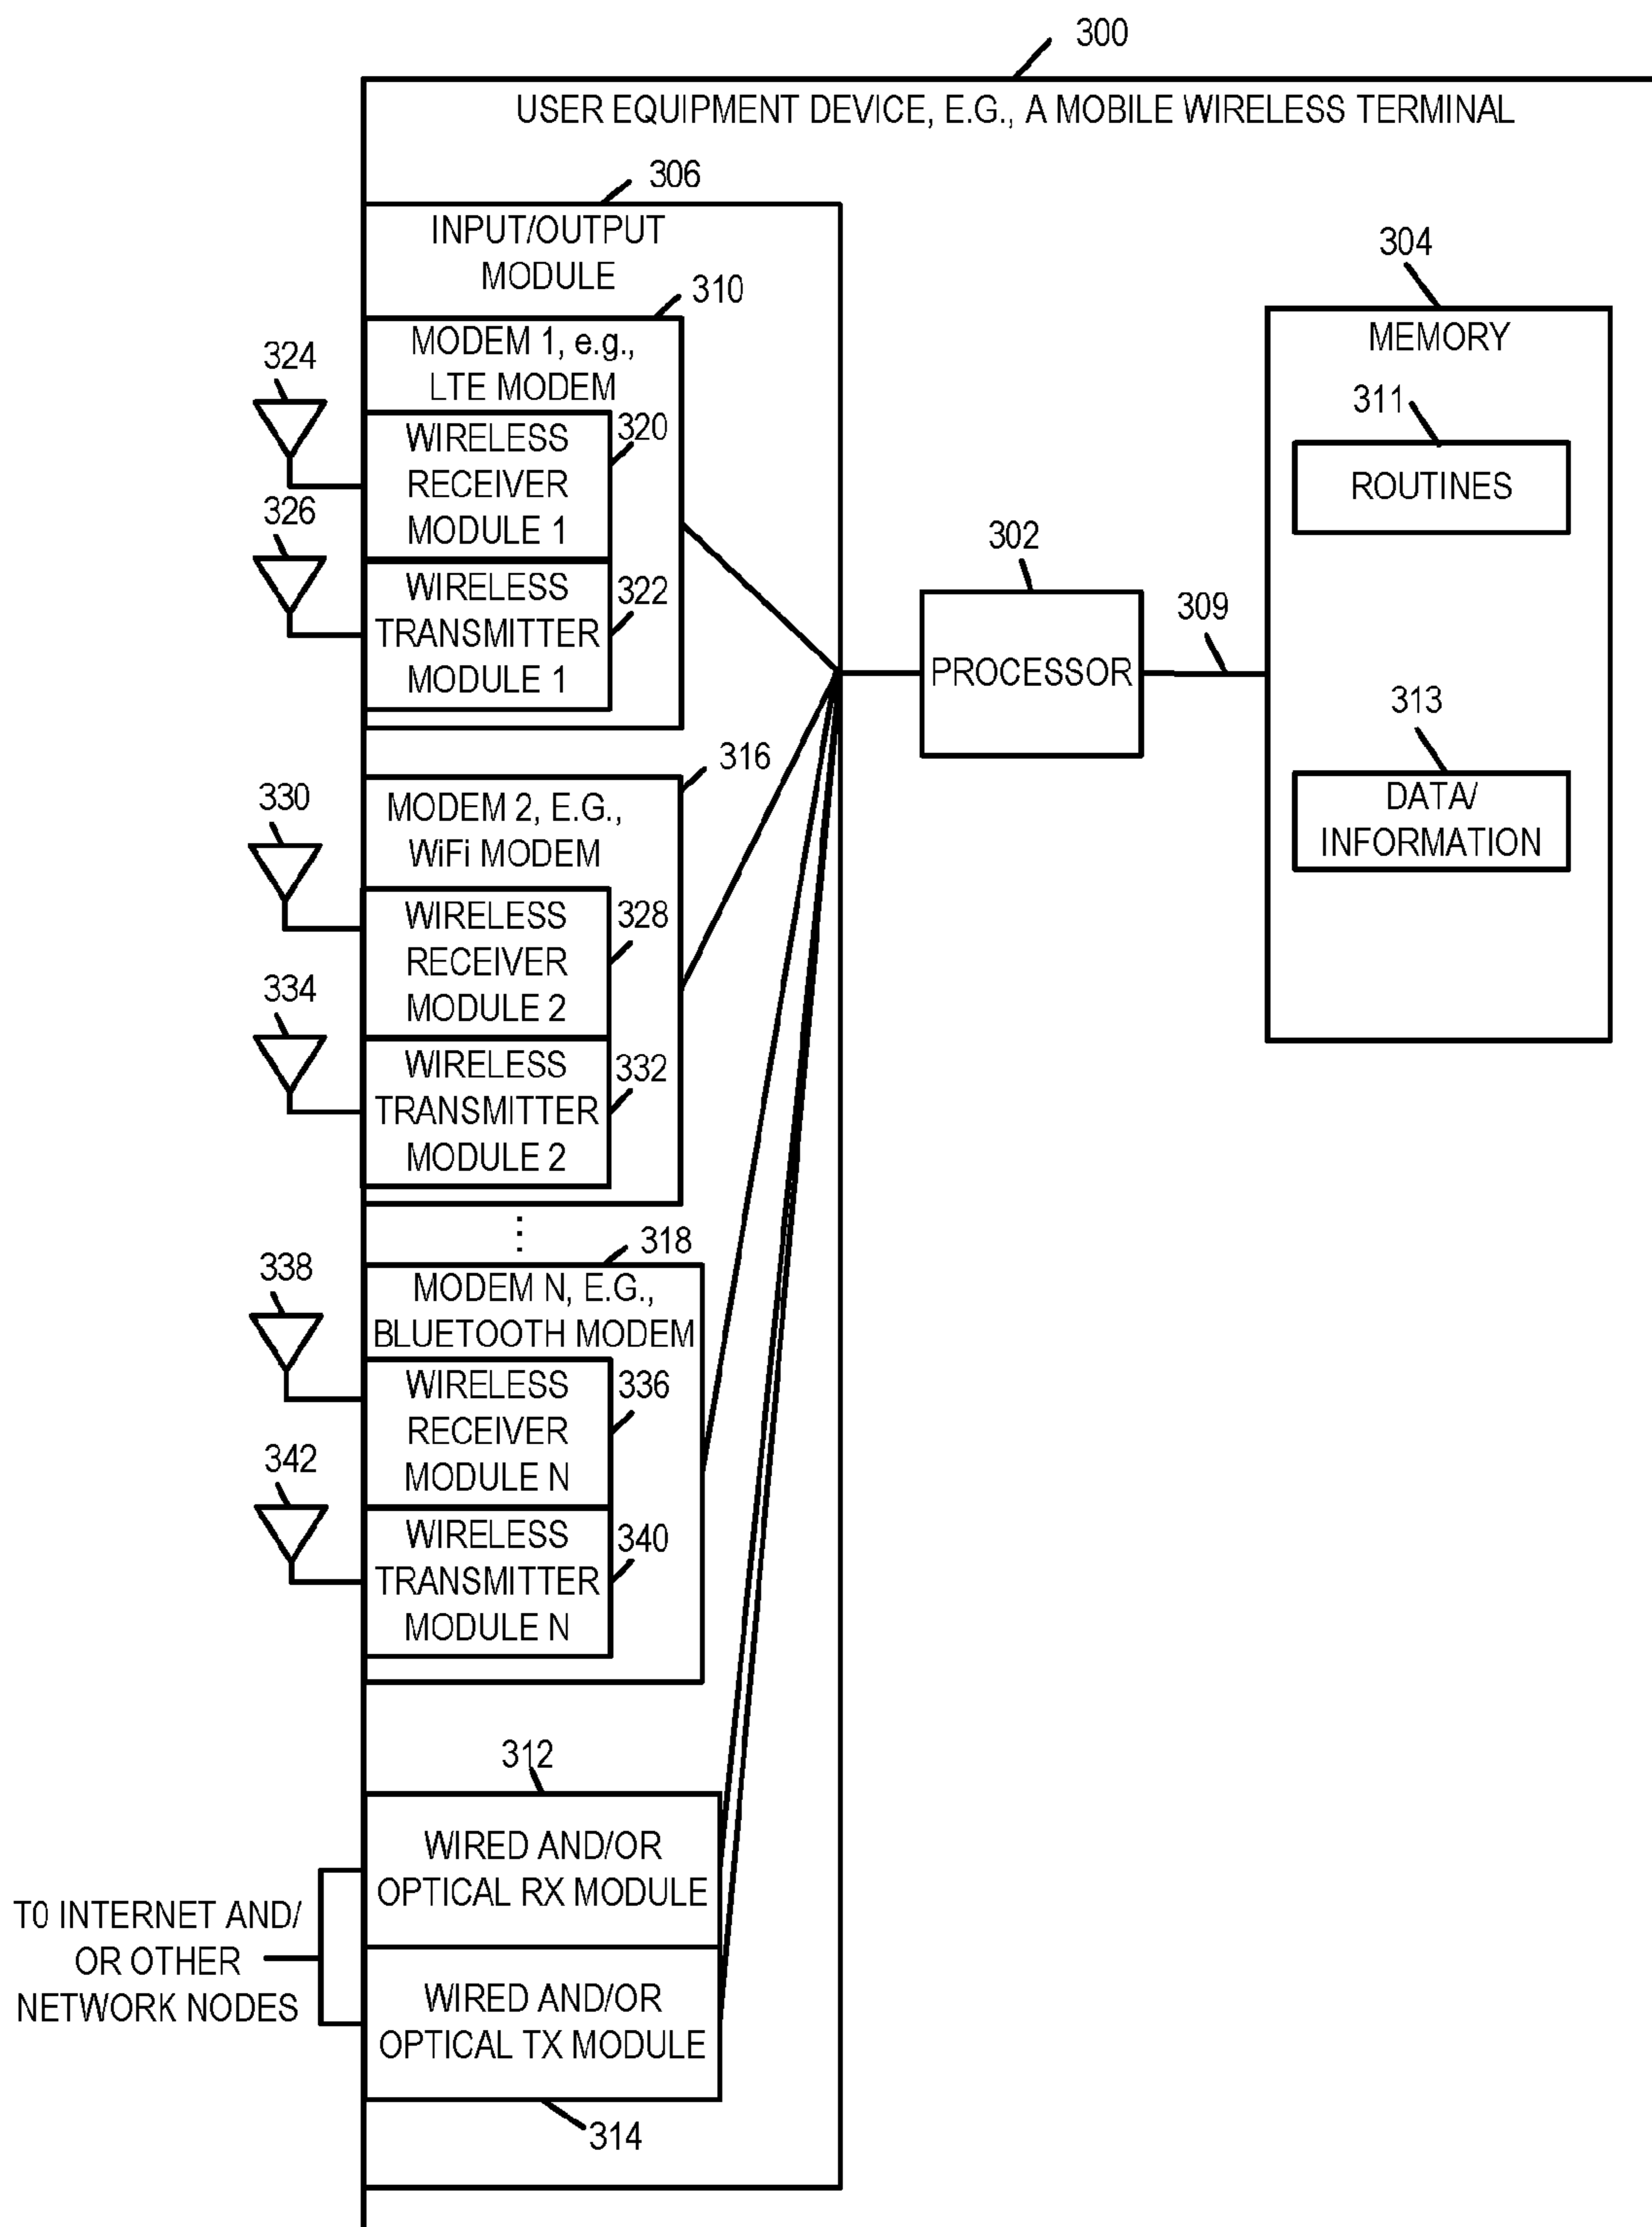 300
USER EQUIPMENT DEVICE, E.G., A MOBILE WIRELESS TERMINAL
306
INPUT/OUTPUT
MODULE
310
MODEM 1, e.g.,
LTE MODEM
324
320
WIRELESS
RECEIVER
MODULE 1
326
322
WIRELESS
TRANSMITTER
MODULE 1
316
MODEM 2, E.G.,
WiFi MODEM
330
328
WIRELESS
RECEIVER
MODULE 2
334
332
WIRELESS
TRANSMITTER
MODULE 2
⋮
318
MODEM N, E.G.,
BLUETOOTH MODEM
338
336
WIRELESS
RECEIVER
MODULE N
342
340
WIRELESS
TRANSMITTER
MODULE N
312
WIRED AND/OR
OPTICAL RX MODULE
TO INTERNET AND/
OR OTHER
NETWORK NODES
WIRED AND/OR
OPTICAL TX MODULE
314
302
PROCESSOR
309
304
MEMORY
311
ROUTINES
313
DATA/
INFORMATION